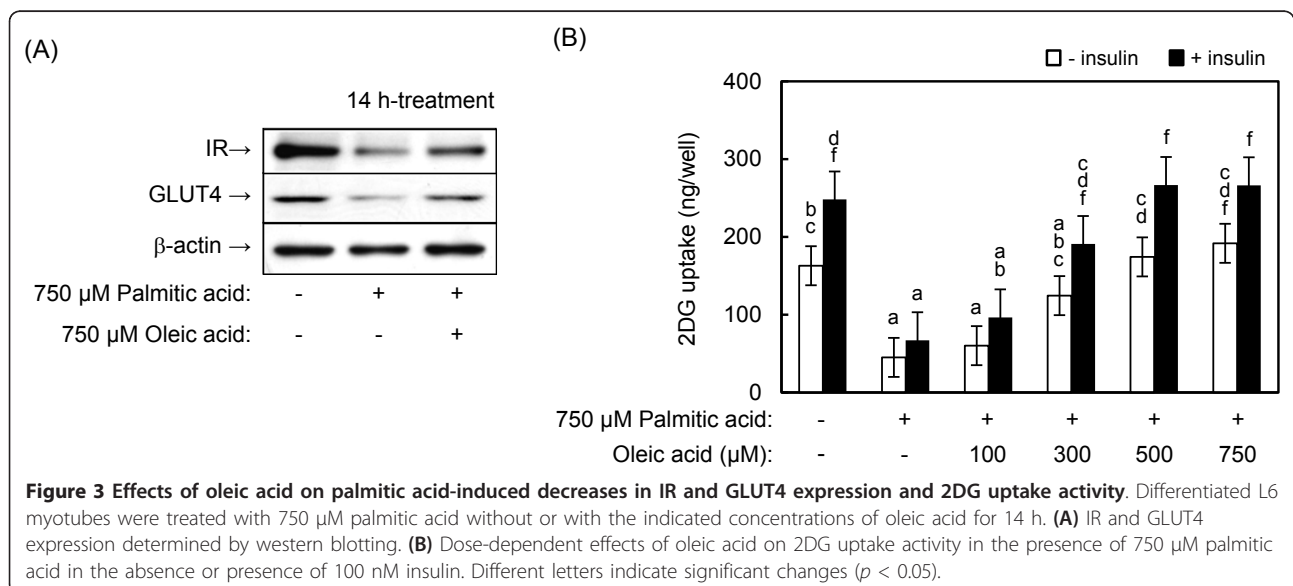 (A)
14 h-treatment
IR→
GLUT4 →
β-actin →
750 µM Palmitic acid: - + +
750 µM Oleic acid: - - +
(B)
- insulin + insulin
2DG uptake (ng/well)
400
300
200
100
0
b c
d f
a
a
a
a b
a b c
c d f
c d
f
c d f
f
750 µM Palmitic acid: - + + + + +
Oleic acid (µM): - - 100 300 500 750
Figure 3 Effects of oleic acid on palmitic acid-induced decreases in IR and GLUT4 expression and 2DG uptake activity. Differentiated L6
myotubes were treated with 750 µM palmitic acid without or with the indicated concentrations of oleic acid for 14 h. (A) IR and GLUT4
expression determined by western blotting. (B) Dose-dependent effects of oleic acid on 2DG uptake activity in the presence of 750 µM palmitic
acid in the absence or presence of 100 nM insulin. Different letters indicate significant changes (p < 0.05).